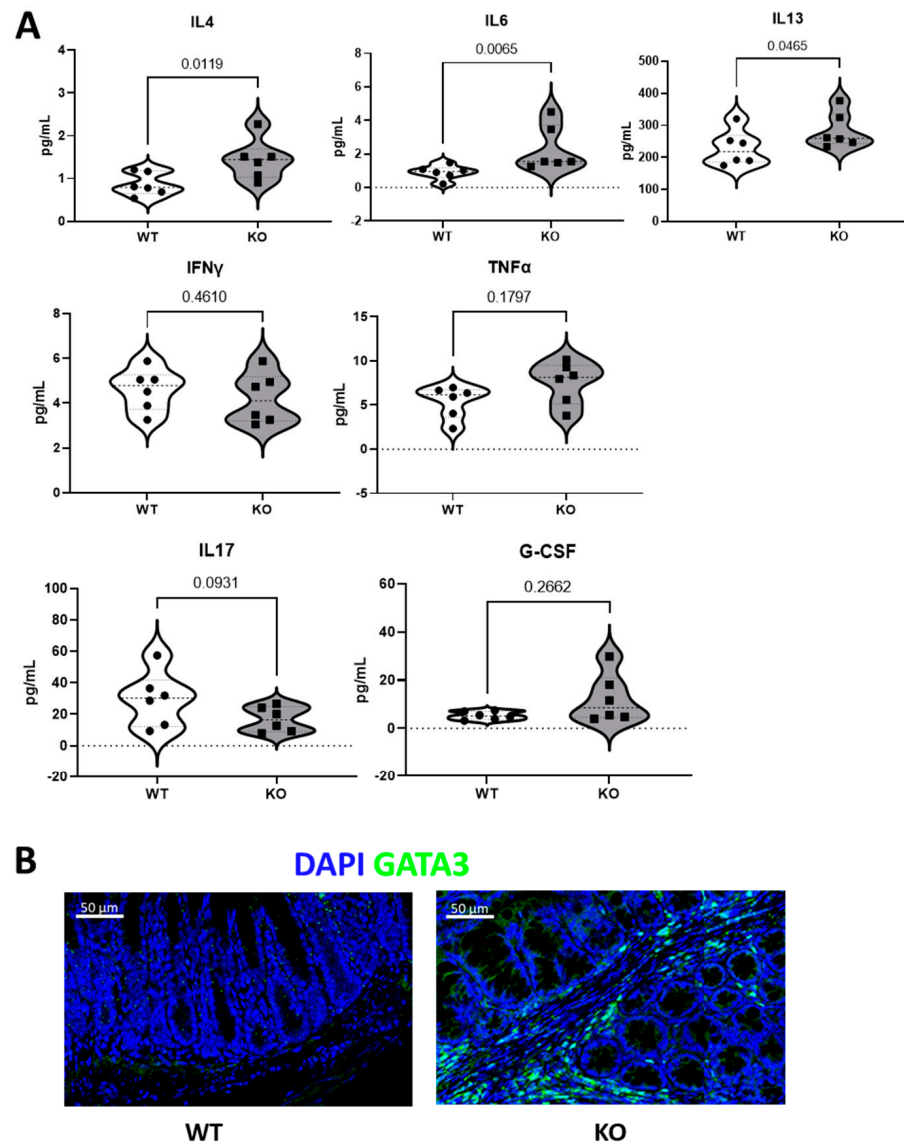 A
IL4
IL6
IL13
0.0119
0.0065
0.0465
pg/mL
4
3
2
1
0
WT
KO
pg/mL
8
6
4
2
0
-2
WT
KO
pg/mL
500
400
300
200
100
0
WT
KO
IFNγ
TNFα
0.4610
0.1797
pg/mL
8
6
4
2
0
WT
KO
pg/mL
15
10
5
0
-5
WT
KO
IL17
G-CSF
0.0931
0.2662
pg/mL
100
80
60
40
20
0
-20
WT
KO
pg/mL
60
40
20
0
-20
WT
KO
B
DAPI GATA3
50 µm
50 µm
WT
KO